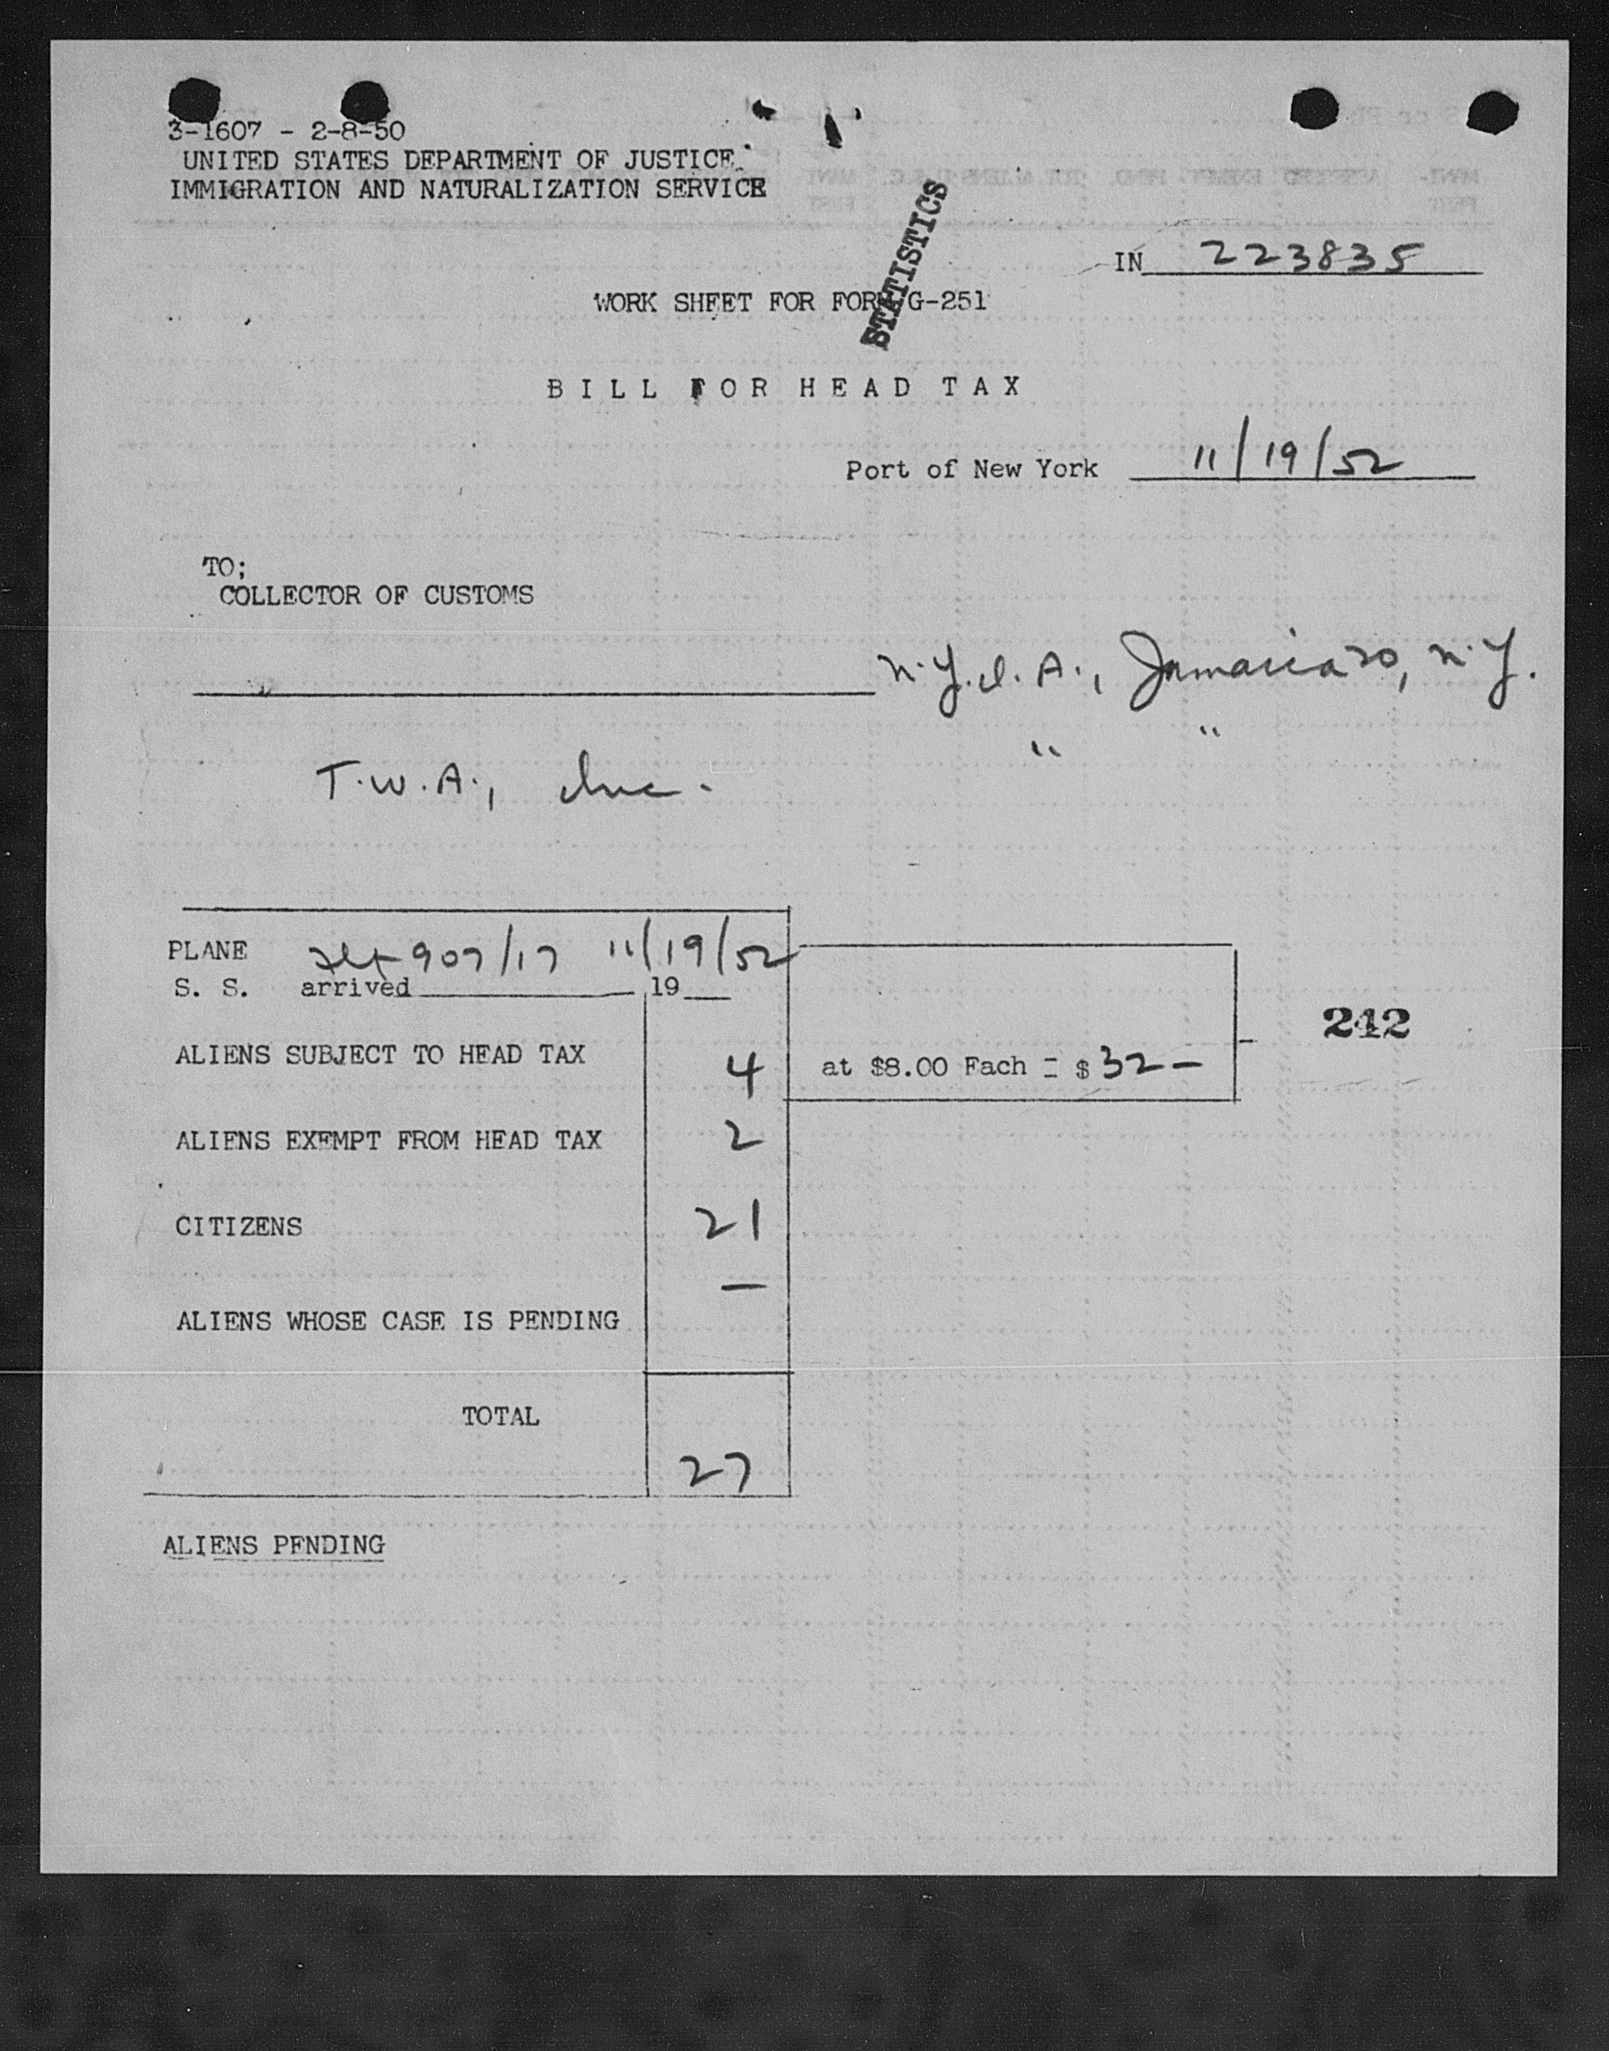 3-1607 - 2-8-50
UNITED STATES DEPARTMENT OF JUSTICE
IMMIGRATION AND NATURALIZATION SERVICE
STATISTICS
IN 223835
WORK SHEET FOR FORM G-251
BILL FOR HEAD TAX
Port of New York 11/19/52
TO;
COLLECTOR OF CUSTOMS
N.Y.I.A., Jamaica 30, N.Y.
T.W.A., Inc. " "
PLANE Flt 907/17 11/19/52
S. S. arrived , 19
242
ALIENS SUBJECT TO HEAD TAX 4 at $8.00 Each = $ 32 —
ALIENS EXEMPT FROM HEAD TAX 2
CITIZENS 21
ALIENS WHOSE CASE IS PENDING —
TOTAL 27
ALIENS PENDING